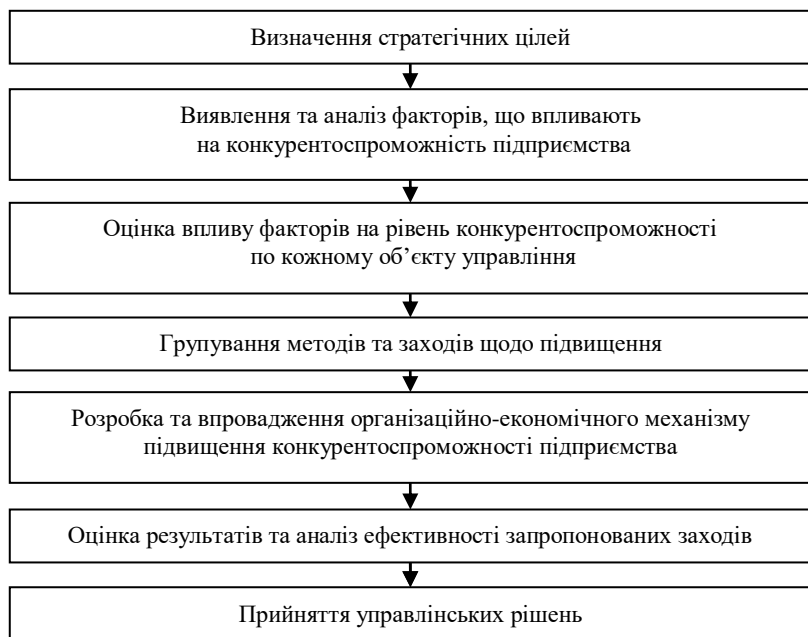 Визначення стратегічних цілей
Виявлення та аналіз факторів, що впливають
на конкурентоспроможність підприємства
Оцінка впливу факторів на рівень конкурентоспроможності
по кожному об’єкту управління
Групування методів та заходів щодо підвищення
Розробка та впровадження організаційно-економічного механізму
підвищення конкурентоспроможності підприємства
Оцінка результатів та аналіз ефективності запропонованих заходів
Прийняття управлінських рішень